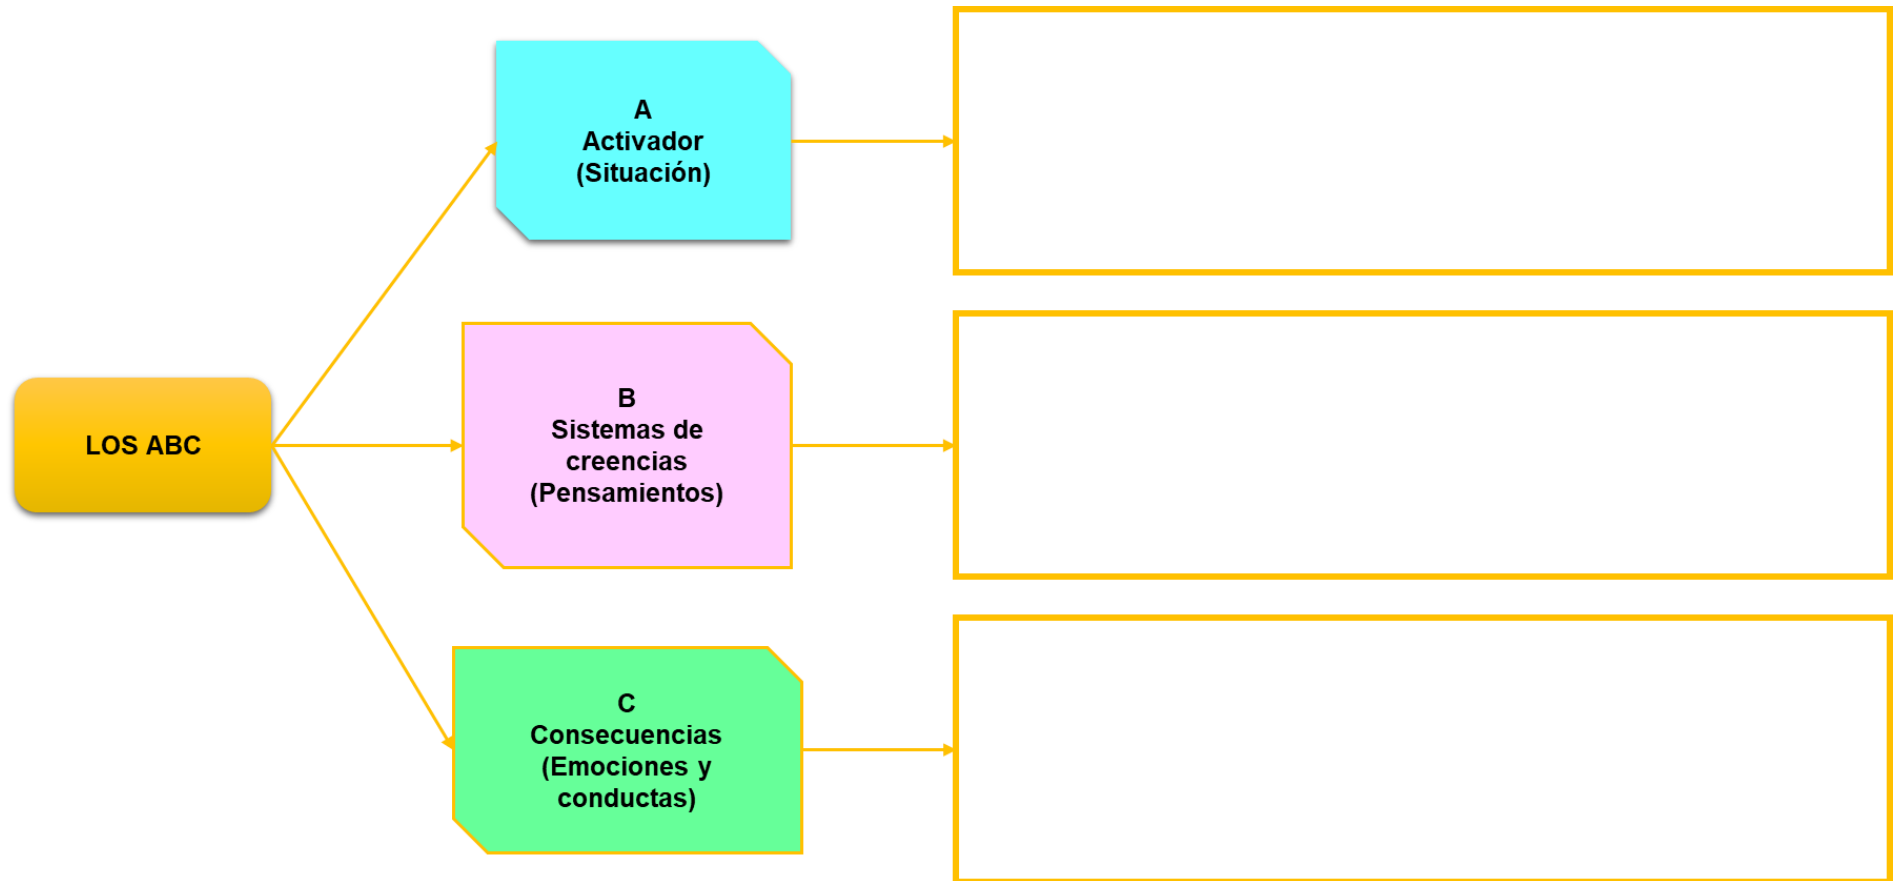 A
Activador
(Situación)
B
Sistemas de
creencias
(Pensamientos)
LOS ABC
C
Consecuencias
(Emociones y
conductas)